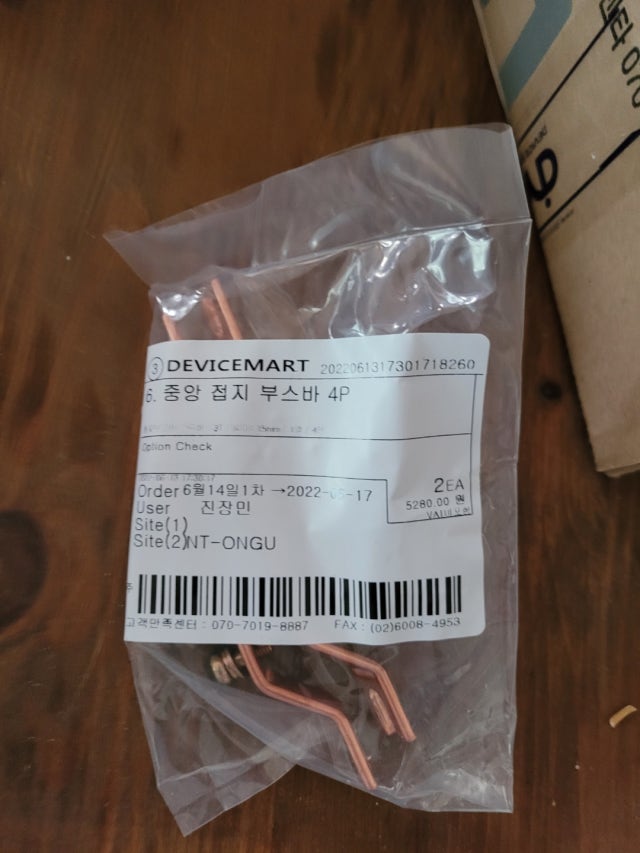 ③ DEVICEMART 2022061317301718260
6. 중앙 접지 부스바 4P
Option Check
Order 6월14일1차 →2022-06-17
2EA
5280.00 원
User 진장민
Site(1)
Site(2)NT-ONGU
고객만족센터 : 070-7019-8887 FAX : (02)6008-4953